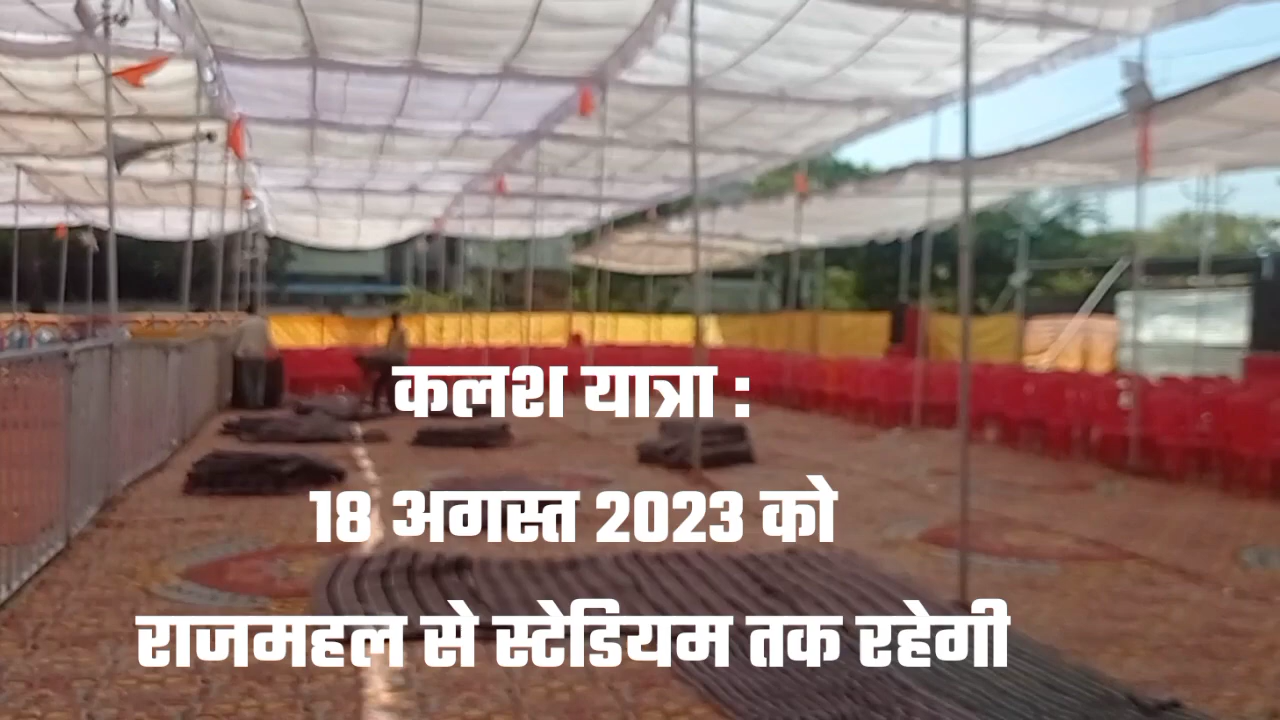 कलश यात्रा :
18 अगस्त 2023 को
राजमहल से स्टेडियम तक रहेगी